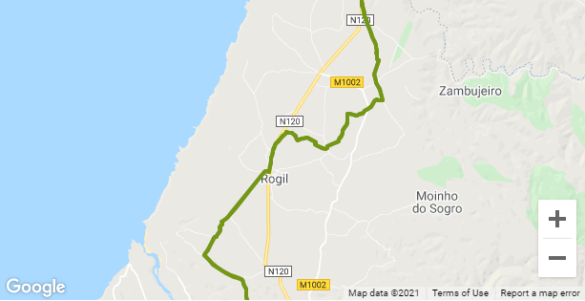 N120
M1002
Zambujeiro
N120
Rogil
Moinho
do Sogro
+
−
N120
M1002
Google
Map data ©2021
Terms of Use
Report a map error